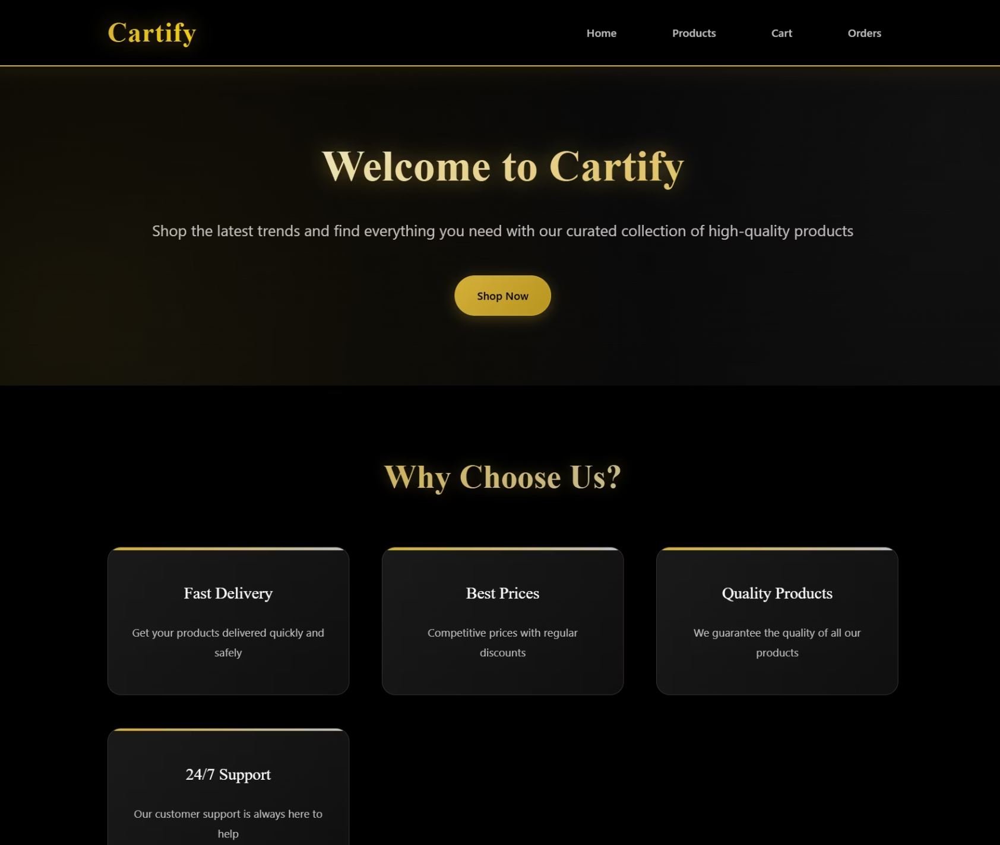 Cartify
Home
Products
Cart
Orders
Welcome to Cartify
Shop the latest trends and find everything you need with our curated collection of high-quality products
Shop Now
Why Choose Us?
Fast Delivery
Get your products delivered quickly and
safely
Best Prices
Competitive prices with regular
discounts
Quality Products
We guarantee the quality of all our
products
24/7 Support
Our customer support is always here to
help